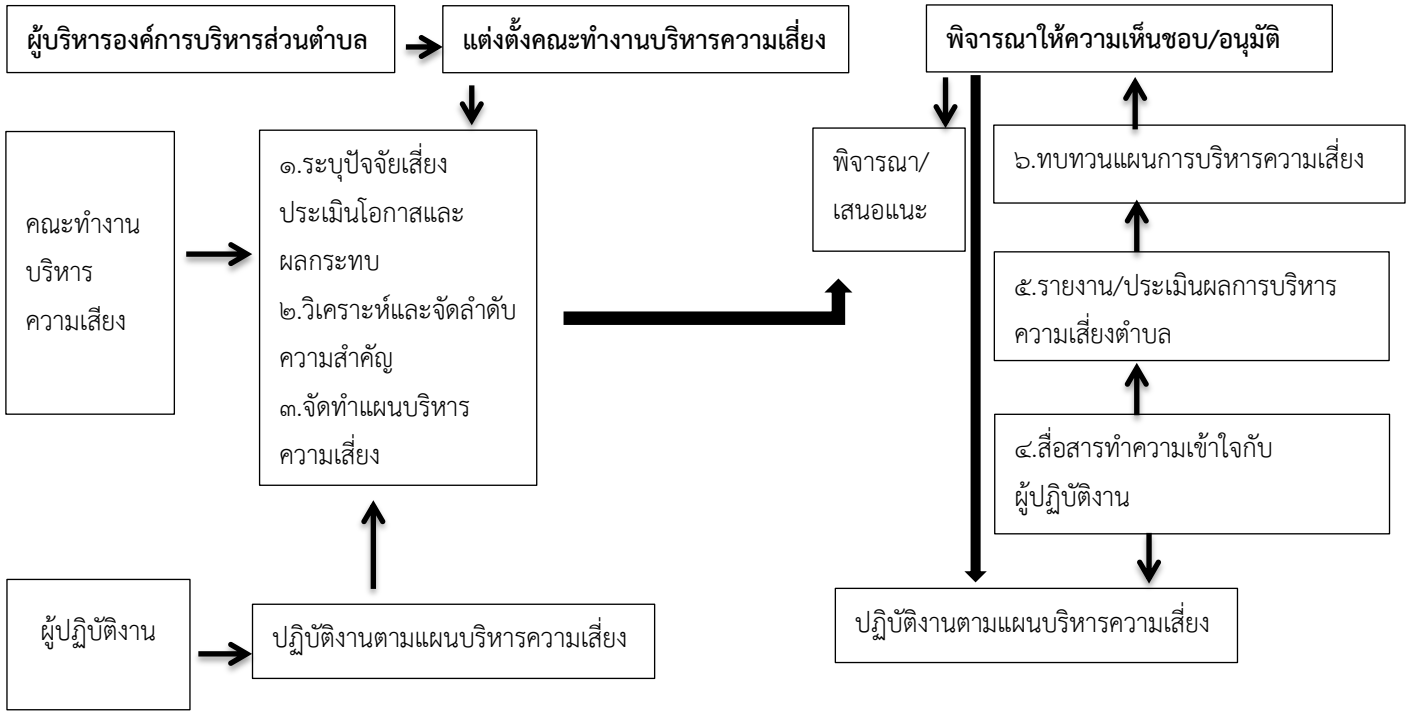 ผู้บริหารองค์การบริหารส่วนตำบล
แต่งตั้งคณะทำงานบริหารความเสี่ยง
พิจารณาให้ความเห็นชอบ/อนุมัติ
คณะทำงาน
บริหาร
ความเสี่ยง
๑.ระบุปัจจัยเสี่ยง
ประเมินโอกาสและ
ผลกระทบ
๒.วิเคราะห์และจัดลำดับ
ความสำคัญ
๓.จัดทำแผนบริหาร
ความเสี่ยง
พิจารณา/
เสนอแนะ
๖.ทบทวนแผนการบริหารความเสี่ยง
๕.รายงาน/ประเมินผลการบริหาร
ความเสี่ยงตำบล
๔.สื่อสารทำความเข้าใจกับ
ผู้ปฏิบัติงาน
ผู้ปฏิบัติงาน
ปฏิบัติงานตามแผนบริหารความเสี่ยง
ปฏิบัติงานตามแผนบริหารความเสี่ยง